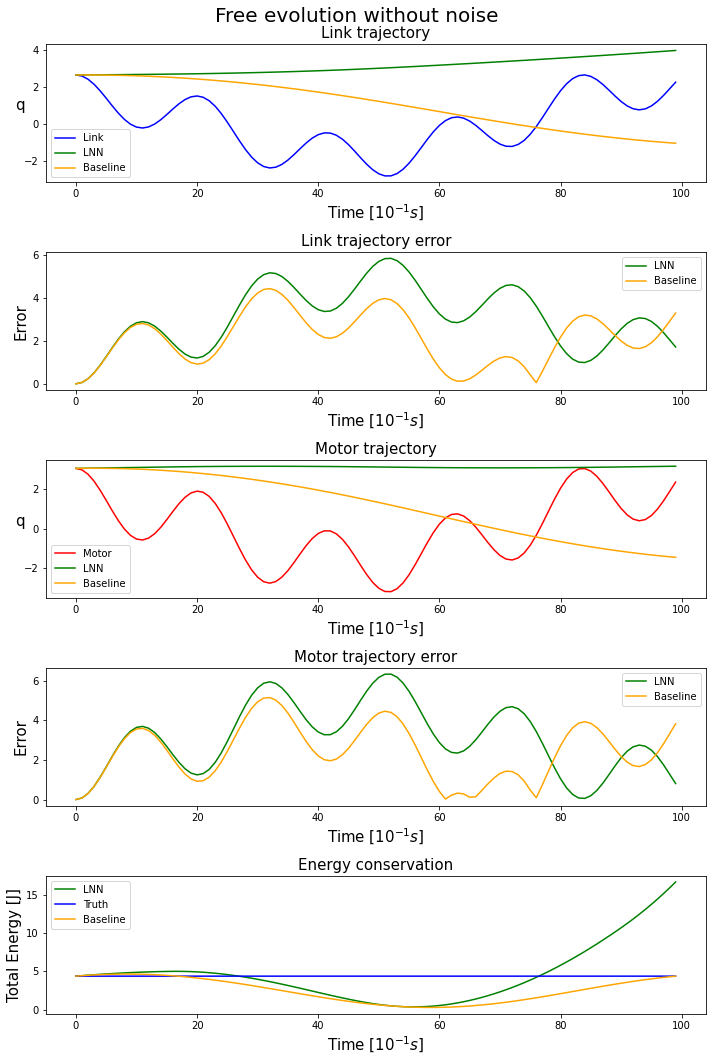 Free evolution without noise
Link trajectory
4
2
0
−2
q
Link
LNN
Baseline
0 20 40 60 80 100
Time [10⁻¹s]
Link trajectory error
6
4
2
0
Error
LNN
Baseline
0 20 40 60 80 100
Time [10⁻¹s]
Motor trajectory
2
0
−2
q
Motor
LNN
Baseline
0 20 40 60 80 100
Time [10⁻¹s]
Motor trajectory error
6
4
2
0
Error
LNN
Baseline
0 20 40 60 80 100
Time [10⁻¹s]
Energy conservation
15
10
5
0
Total Energy [J]
LNN
Truth
Baseline
0 20 40 60 80 100
Time [10⁻¹s]